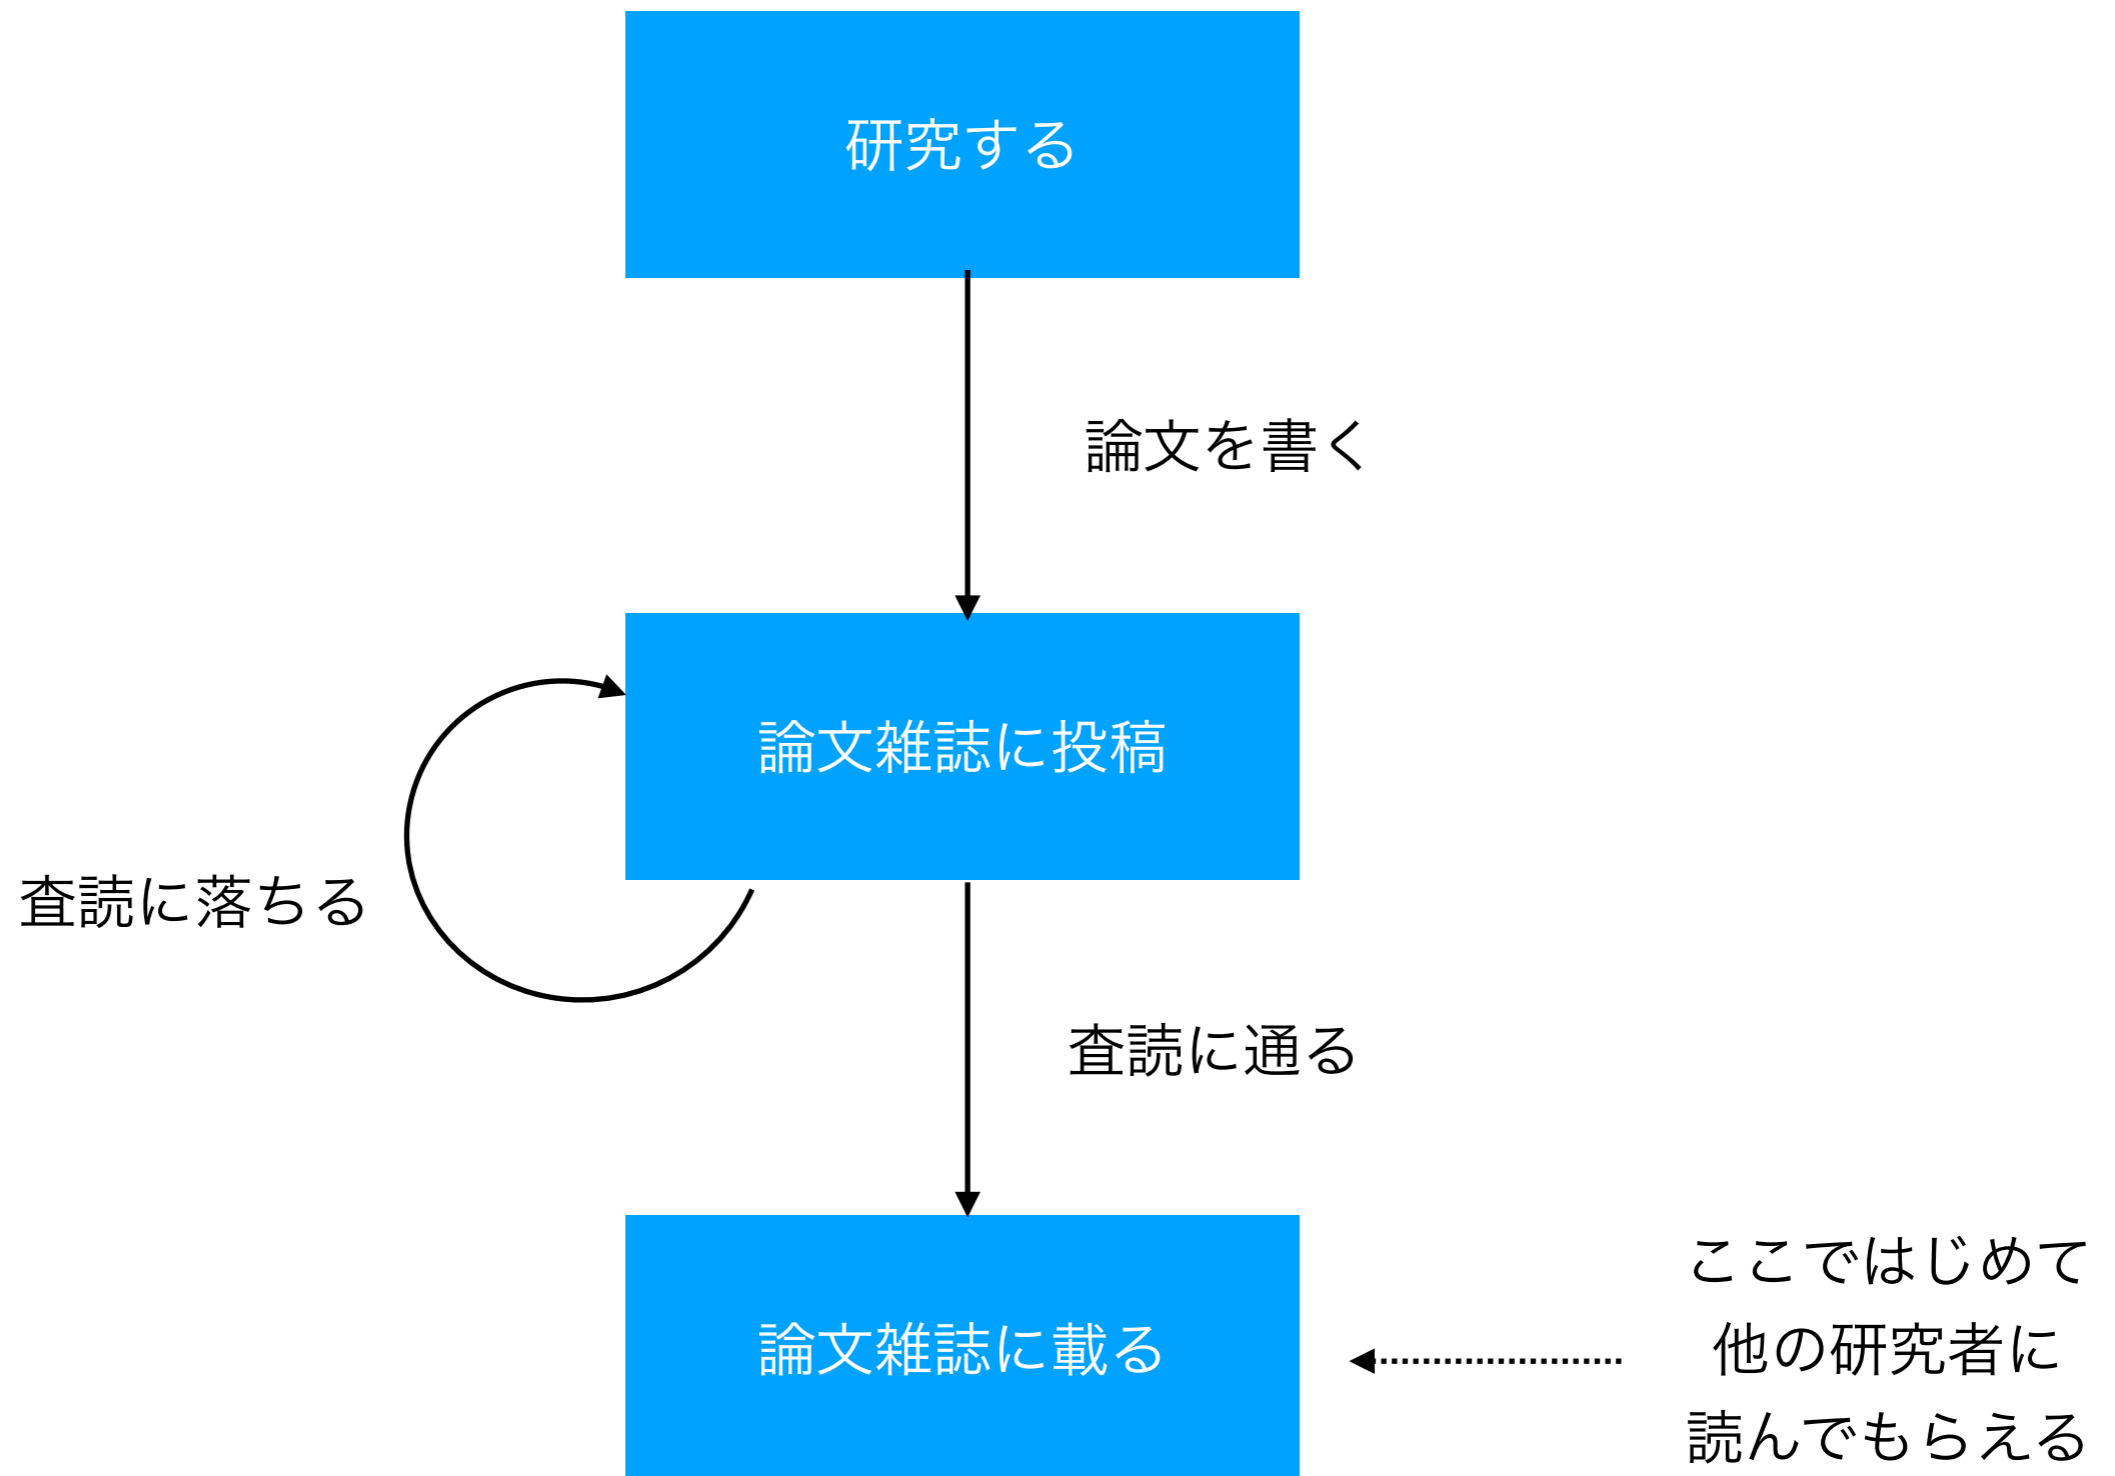 研究する
論文を書く
論文雑誌に投稿
査読に落ちる
査読に通る
論文雑誌に載る
ここではじめて
他の研究者に
読んでもらえる